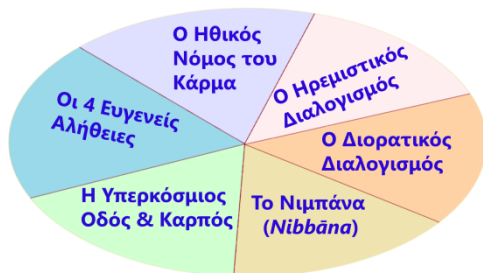 Ο Ηθικός
Νόμος του
Κάρμα
Ο Ηρεμιστικός
Διαλογισμός
Ο Διορατικός
Διαλογισμός
Το Νιμπάνα
(Nibbāna)
Η Υπερκόσμιος
Οδός & Καρπός
Οι 4 Ευγενείς
Αλήθειες